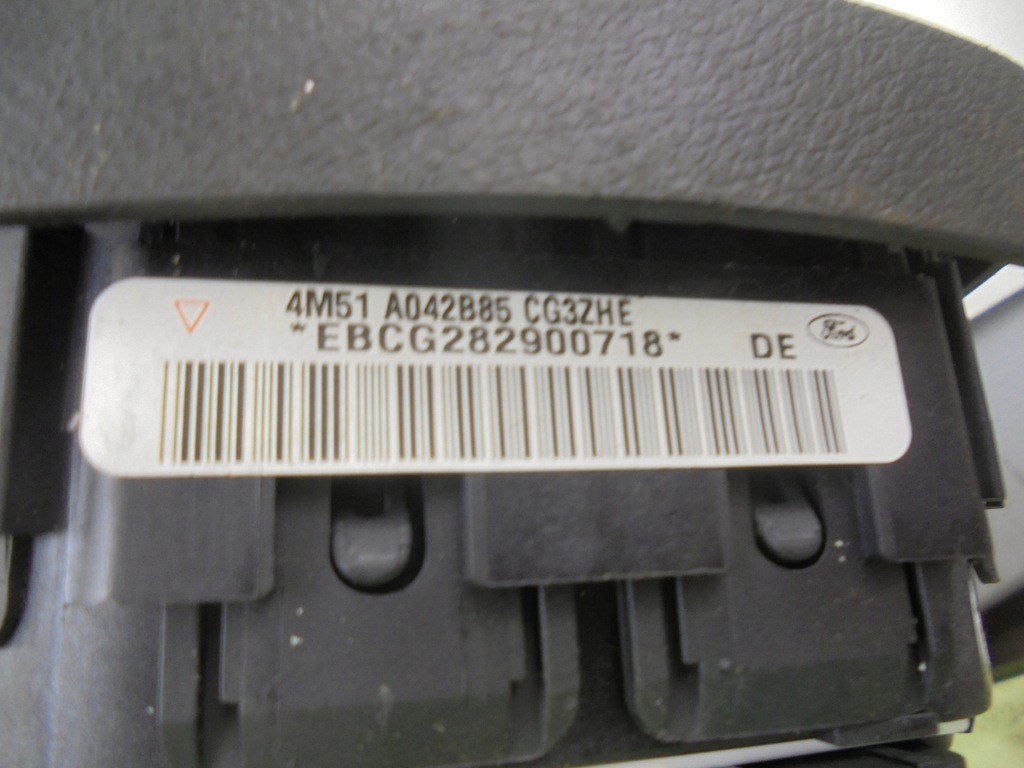 4M51 A042B85 CG3ZHE
*EBCG282900718* DE Ford